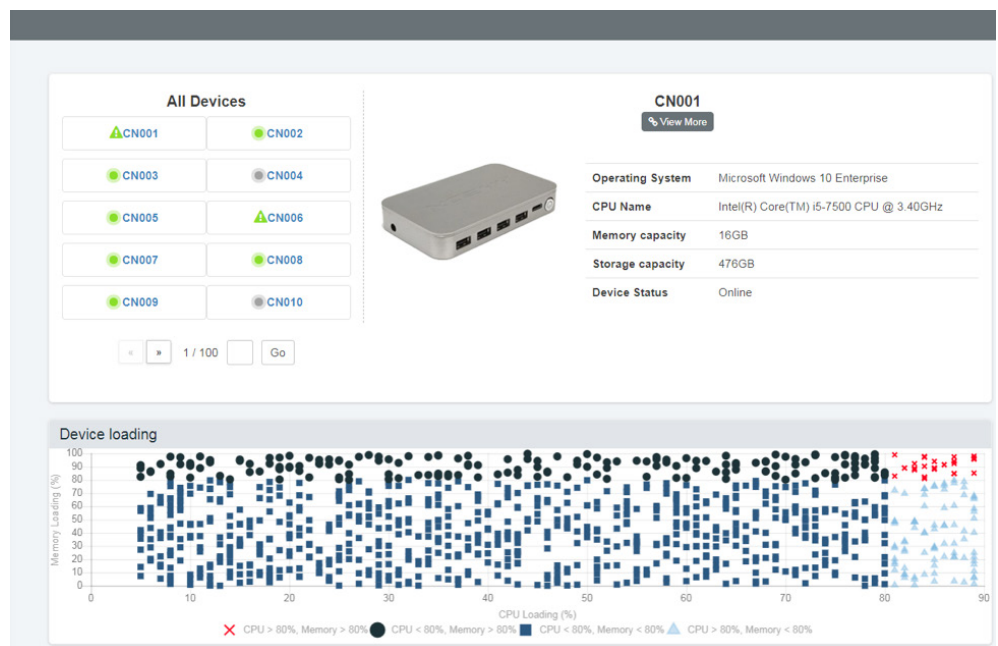 All Devices
CN001
CN002
CN003
CN004
CN005
CN006
CN007
CN008
CN009
CN010
« » 1 / 100 Go
CN001
View More
Operating System Microsoft Windows 10 Enterprise
CPU Name Intel(R) Core(TM) i5-7500 CPU @ 3.40GHz
Memory capacity 16GB
Storage capacity 476GB
Device Status Online
Device loading
Memory Loading (%)
100
90
80
70
60
50
40
30
20
10
0
0 10 20 30 40 50 60 70 80 90
CPU Loading (%)
CPU > 80%, Memory > 80% CPU < 80%, Memory > 80% CPU < 80%, Memory < 80% CPU > 80%, Memory < 80%